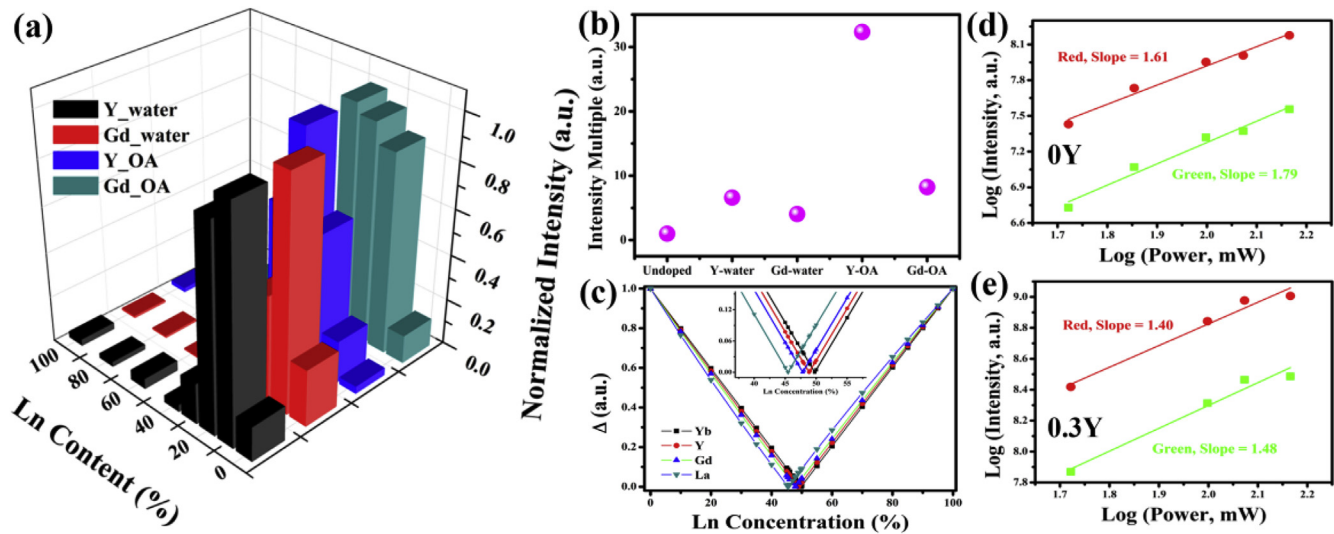 (a)
Y_water
Gd_water
Y_OA
Gd_OA
100
80
60
40
20
0
Ln Content (%)
0.0
0.2
0.4
0.6
0.8
1.0
Normalized Intensity (a.u.)
(b)
Intensity Multiple (a.u.)
30
20
10
0
Undoped Y-water Gd-water Y-OA Gd-OA
(c)
Δ (a.u.)
1.0
0.8
0.6
0.4
0.2
0.0
0.12
0.06
0.00
40 45 50 55
Ln Concentration (%)
Yb
Y
Gd
La
0 20 40 60 80 100
Ln Concentration (%)
(d)
Log (Intensity, a.u.)
8.1
7.8
7.5
7.2
6.9
6.6
Red, Slope = 1.61
0Y
Green, Slope = 1.79
1.7 1.8 1.9 2.0 2.1 2.2
Log (Power, mW)
(e)
Log (Intensity, a.u.)
9.0
8.8
8.6
8.4
8.2
8.0
7.8
Red, Slope = 1.40
0.3Y
Green, Slope = 1.48
1.7 1.8 1.9 2.0 2.1 2.2
Log (Power, mW)